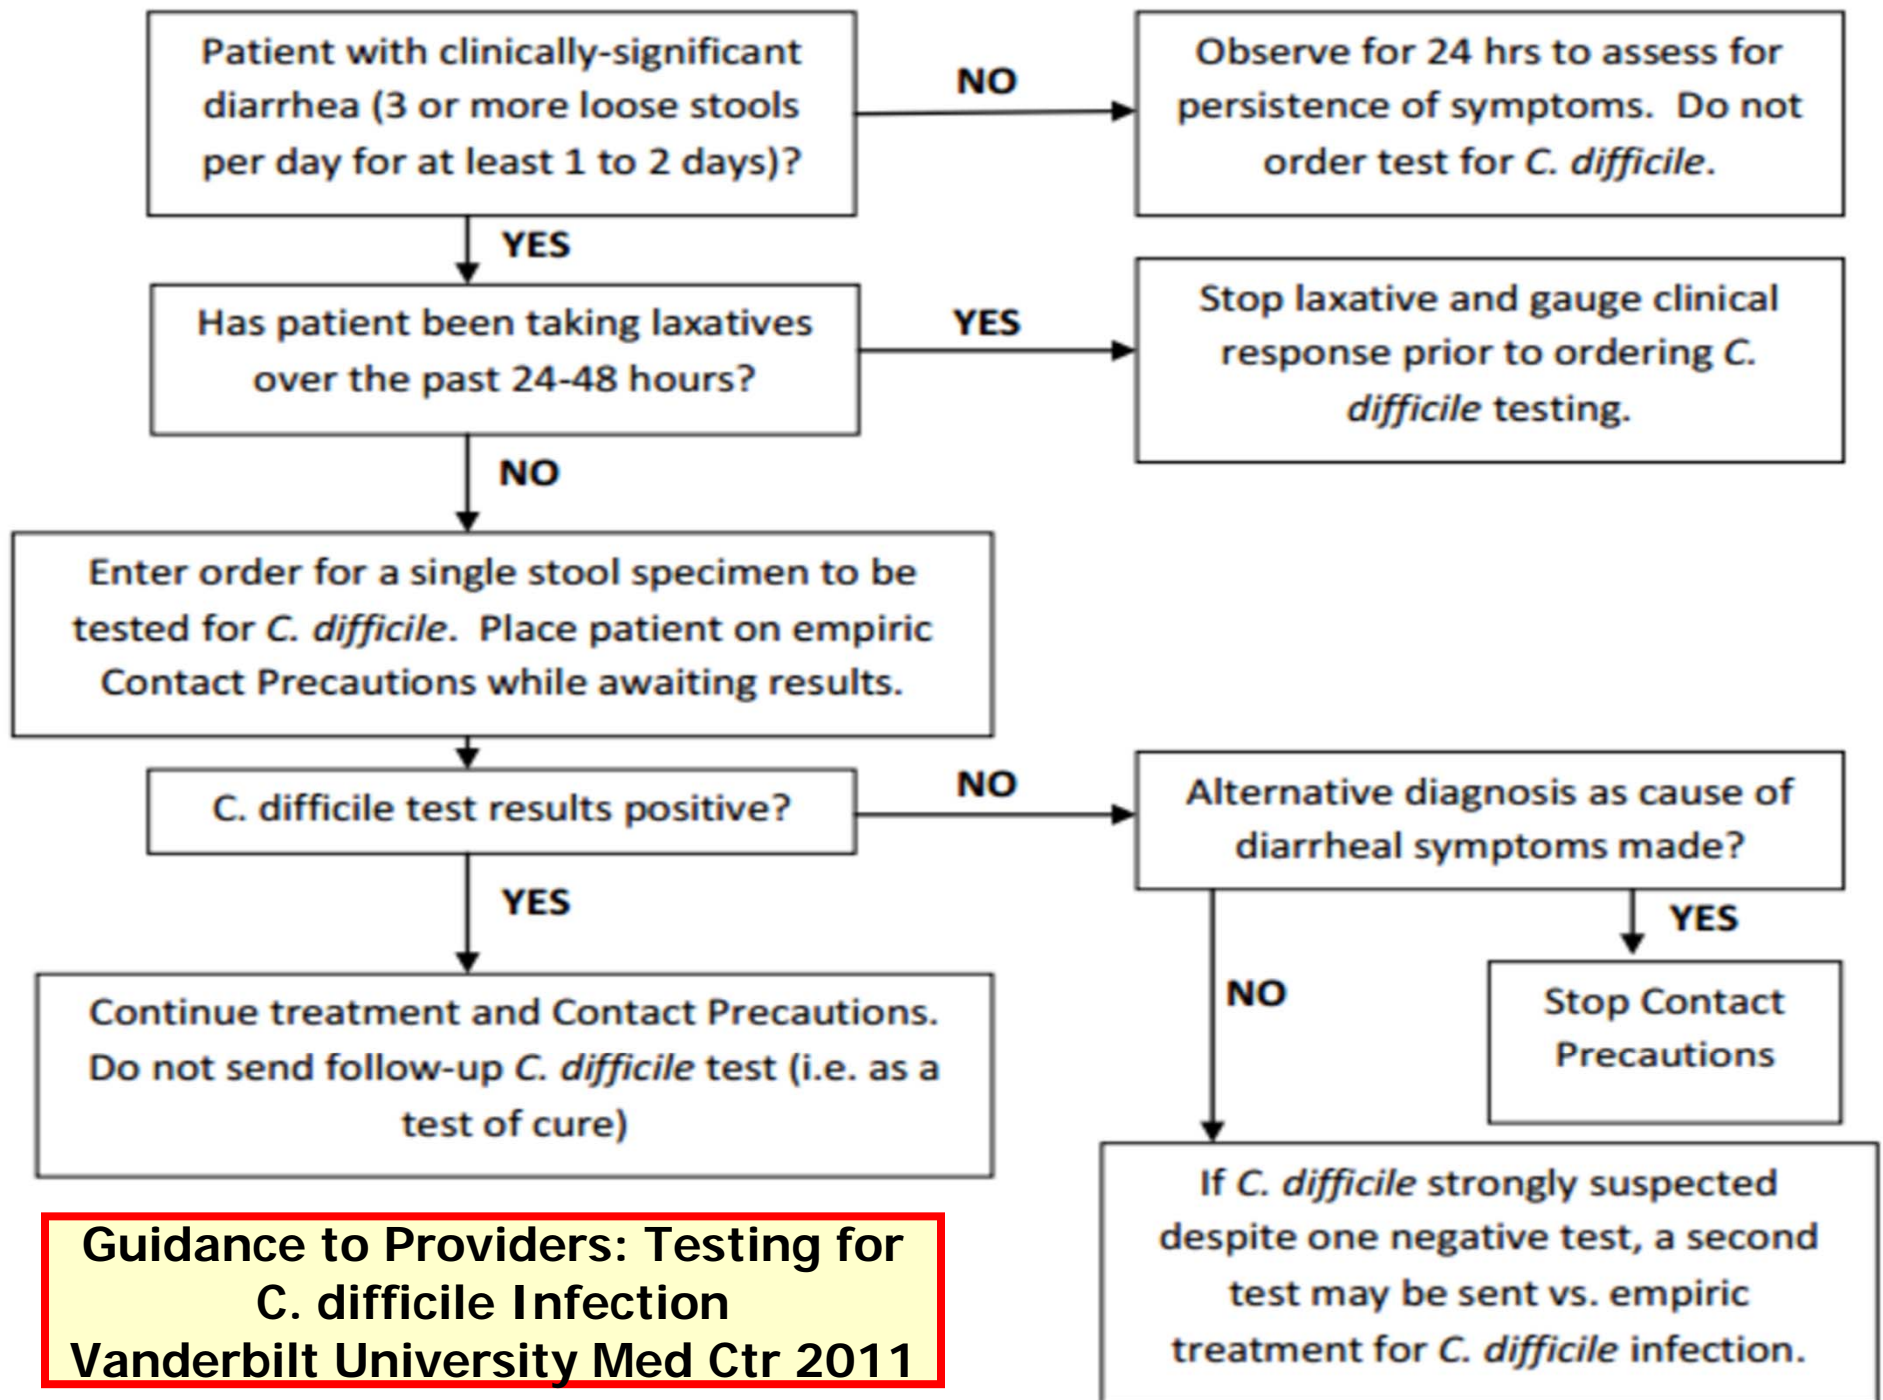 Patient with clinically-significant
diarrhea (3 or more loose stools
per day for at least 1 to 2 days)?
NO
Observe for 24 hrs to assess for
persistence of symptoms.  Do not
order test for C. difficile.
YES
Has patient been taking laxatives
over the past 24-48 hours?
YES
Stop laxative and gauge clinical
response prior to ordering C.
difficile testing.
NO
Enter order for a single stool specimen to be
tested for C. difficile.  Place patient on empiric
Contact Precautions while awaiting results.
C. difficile test results positive?
NO
Alternative diagnosis as cause of
diarrheal symptoms made?
YES
Continue treatment and Contact Precautions.
Do not send follow-up C. difficile test (i.e. as a
test of cure)
YES
Stop Contact
Precautions
NO
If C. difficile strongly suspected
despite one negative test, a second
test may be sent vs. empiric
treatment for C. difficile infection.
Guidance to Providers: Testing for
C. difficile Infection
Vanderbilt University Med Ctr 2011